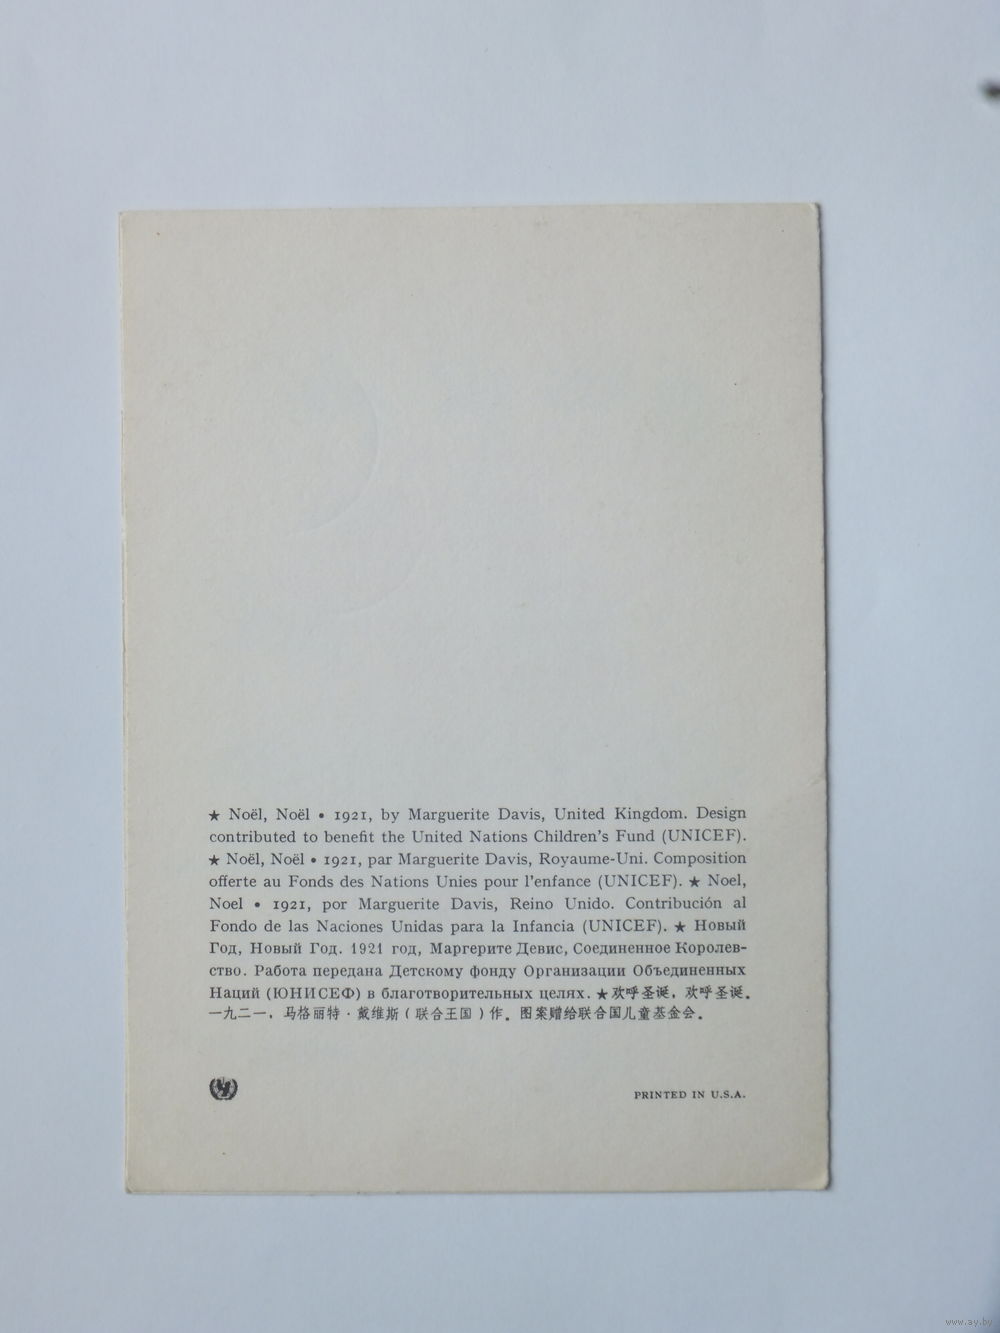 ★ Noël, Noël • 1921, by Marguerite Davis, United Kingdom. Design
contributed to benefit the United Nations Children's Fund (UNICEF).
★ Noël, Noël • 1921, par Marguerite Davis, Royaume-Uni. Composition
offerte au Fonds des Nations Unies pour l'enfance (UNICEF). ★ Noel,
Noel • 1921, por Marguerite Davis, Reino Unido. Contribución al
Fondo de las Naciones Unidas para la Infancia (UNICEF). ★ Новый
Год, Новый Год. 1921 год, Маргерите Девис, Соединенное Королев-
ство. Работа передана Детскому фонду Организации Объединенных
Наций (ЮНИСЕФ) в благотворительных целях. ★ 欢呼圣诞，欢呼圣诞。
一九二一，马格丽特·戴维斯（联合王国）作。图案赠给联合国儿童基金会。
PRINTED IN U.S.A.
www.ay.by